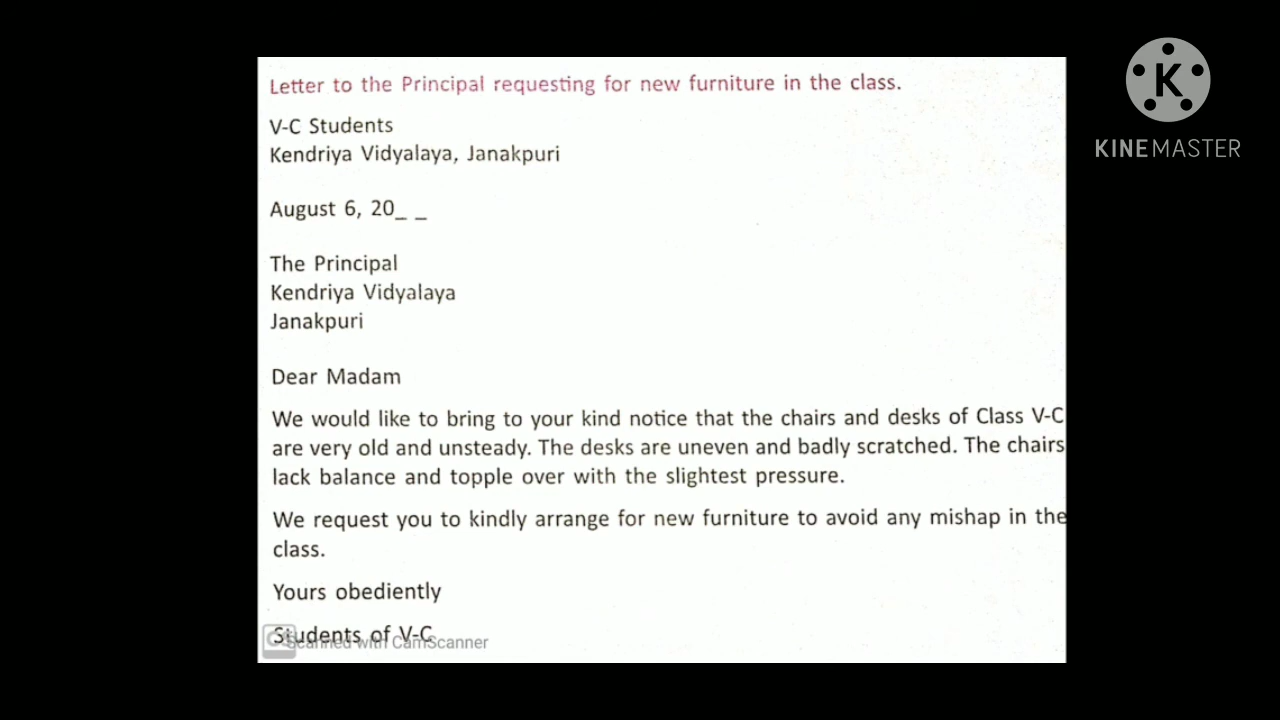 Letter to the Principal requesting for new furniture in the class.
V-C Students
Kendriya Vidyalaya, Janakpuri
August 6, 20_ _
The Principal
Kendriya Vidyalaya
Janakpuri
Dear Madam
We would like to bring to your kind notice that the chairs and desks of Class V-C
are very old and unsteady. The desks are uneven and badly scratched. The chairs
lack balance and topple over with the slightest pressure.
We request you to kindly arrange for new furniture to avoid any mishap in the
class.
Yours obediently
Students of V-C
CS Scanned with CamScanner
K
KINEMASTER